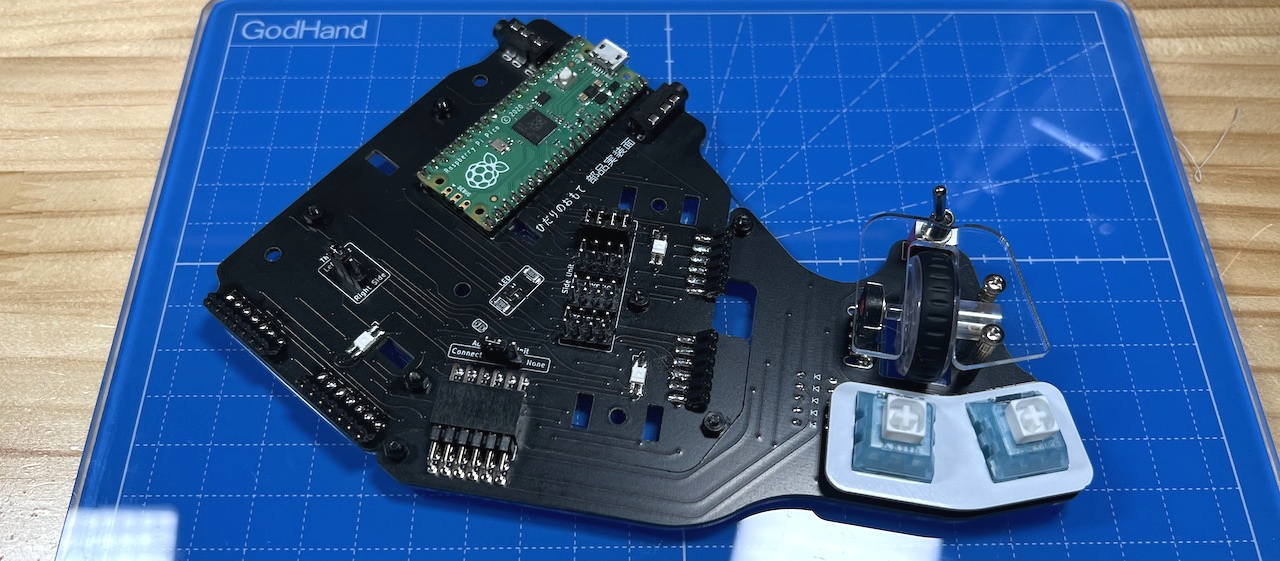 GodHand
Raspberry Pi Pico © 2020
ひだりのおもて 部品実装面
Right Side
LED
Side Unit
Connect
None